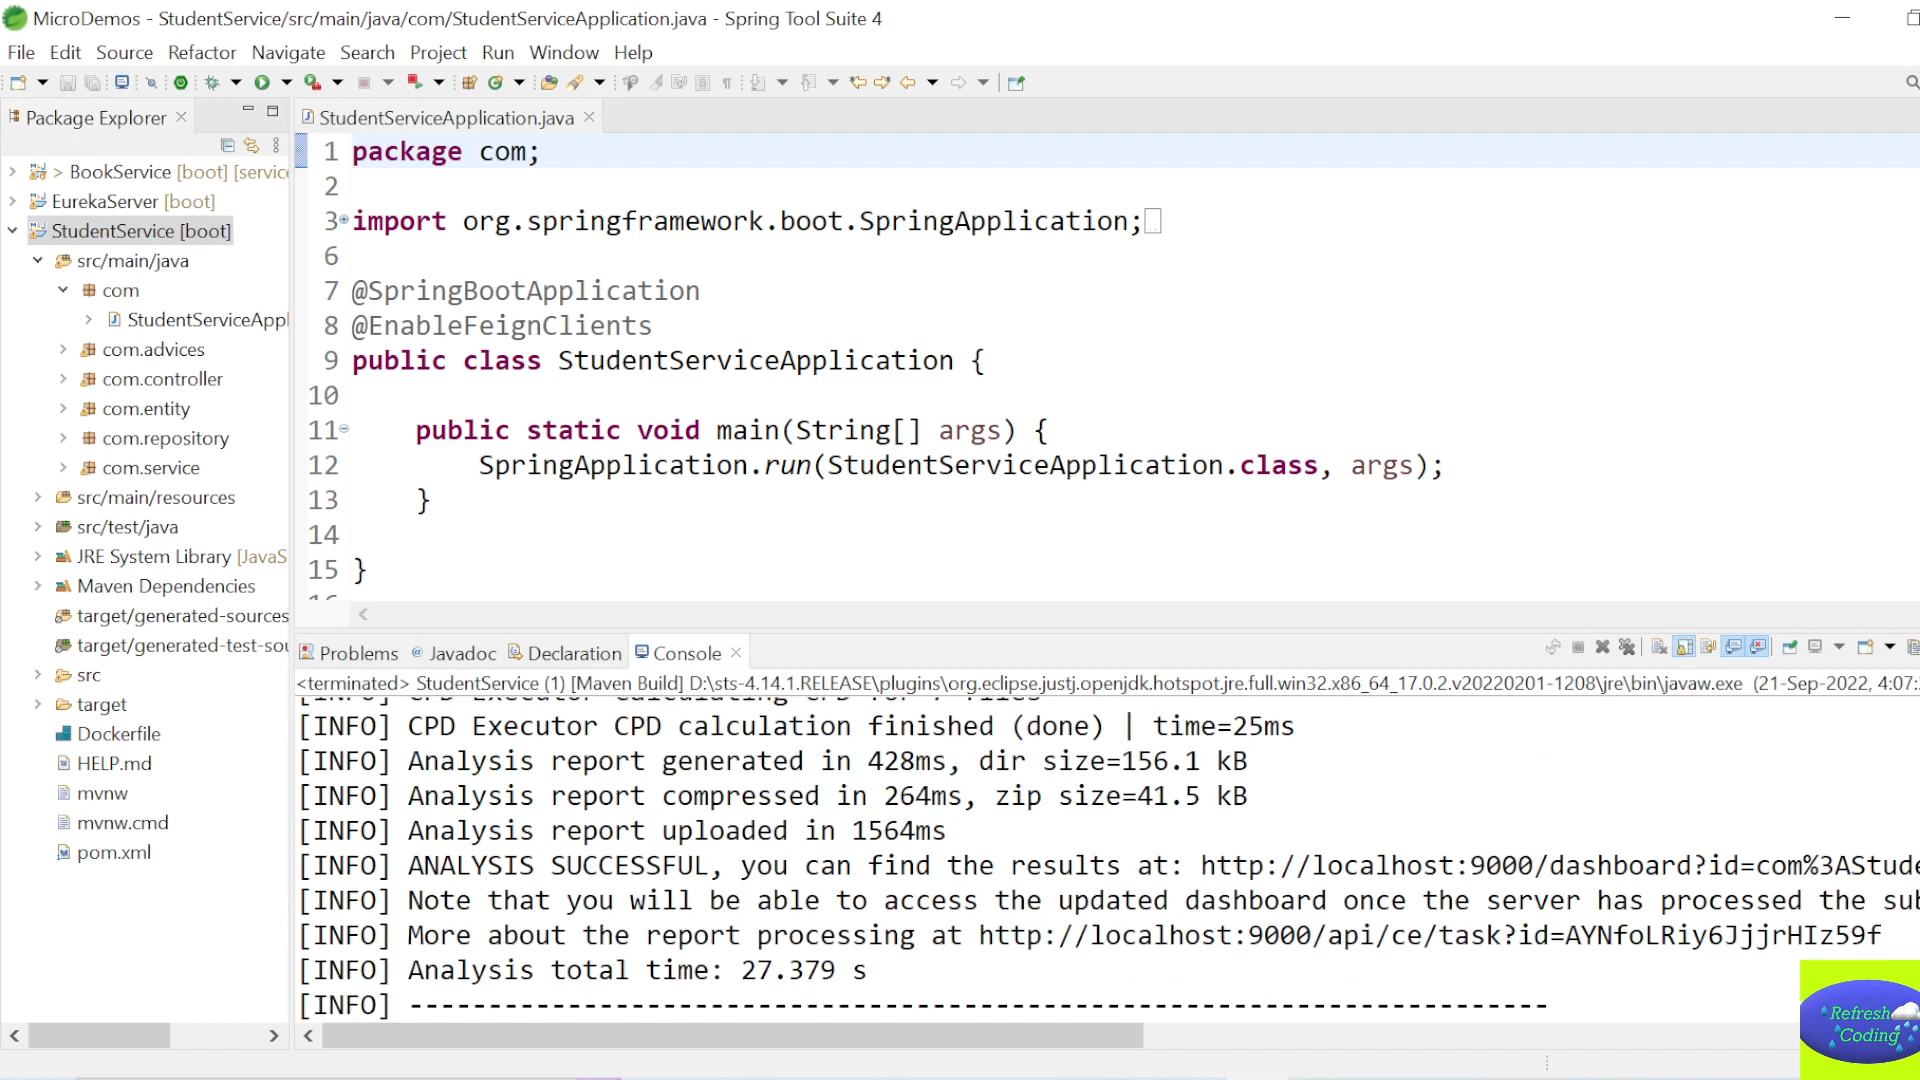 MicroDemos - StudentService/src/main/java/com/StudentServiceApplication.java - Spring Tool Suite 4
File Edit Source Refactor Navigate Search Project Run Window Help
Package Explorer
> BookService [boot] [servic
EurekaServer [boot]
StudentService [boot]
src/main/java
com
StudentServiceAppl
com.advices
com.controller
com.entity
com.repository
com.service
src/main/resources
src/test/java
JRE System Library [JavaS
Maven Dependencies
target/generated-sources
target/generated-test-sou
src
target
Dockerfile
HELP.md
mvnw
mvnw.cmd
pom.xml
StudentServiceApplication.java
1 package com;
2
3 import org.springframework.boot.SpringApplication;
6
7 @SpringBootApplication
8 @EnableFeignClients
9 public class StudentServiceApplication {
10
11 public static void main(String[] args) {
12 SpringApplication.run(StudentServiceApplication.class, args);
13 }
14
15 }
Problems Javadoc Declaration Console
<terminated> StudentService (1) [Maven Build] D:\sts-4.14.1.RELEASE\plugins\org.eclipse.justj.openjdk.hotspot.jre.full.win32.x86_64_17.0.2.v20220201-1208\jre\bin\javaw.exe (21-Sep-2022, 4:07:
[INFO] CPD Executor CPD calculation finished (done) | time=25ms
[INFO] Analysis report generated in 428ms, dir size=156.1 kB
[INFO] Analysis report compressed in 264ms, zip size=41.5 kB
[INFO] Analysis report uploaded in 1564ms
[INFO] ANALYSIS SUCCESSFUL, you can find the results at: http://localhost:9000/dashboard?id=com%3AStude
[INFO] Note that you will be able to access the updated dashboard once the server has processed the sub
[INFO] More about the report processing at http://localhost:9000/api/ce/task?id=AYNfoLRiy6JjjrHIz59f
[INFO] Analysis total time: 27.379 s
[INFO] ------------------------------------------------------------------------
Refresh
Coding